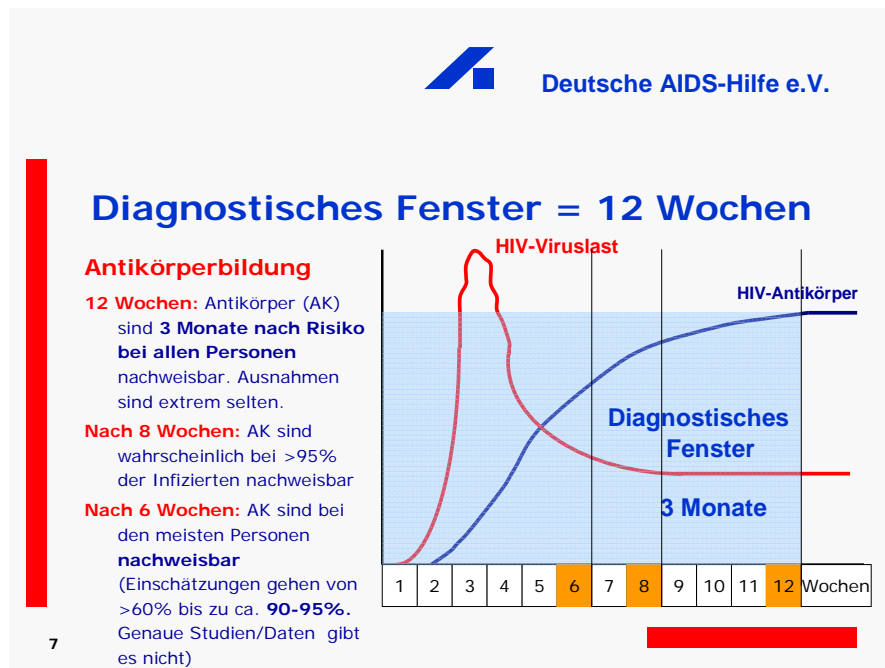 Deutsche AIDS-Hilfe e.V.
Diagnostisches Fenster = 12 Wochen
Antikörperbildung
12 Wochen: Antikörper (AK)
sind 3 Monate nach Risiko
bei allen Personen
nachweisbar. Ausnahmen
sind extrem selten.
Nach 8 Wochen: AK sind
wahrscheinlich bei >95%
der Infizierten nachweisbar
Nach 6 Wochen: AK sind bei
den meisten Personen
nachweisbar
(Einschätzungen gehen von
>60% bis zu ca. 90-95%.
Genaue Studien/Daten gibt
es nicht)
HIV-Viruslast
HIV-Antikörper
Diagnostisches
Fenster
3 Monate
1 2 3 4 5 6 7 8 9 10 11 12 Wochen
7